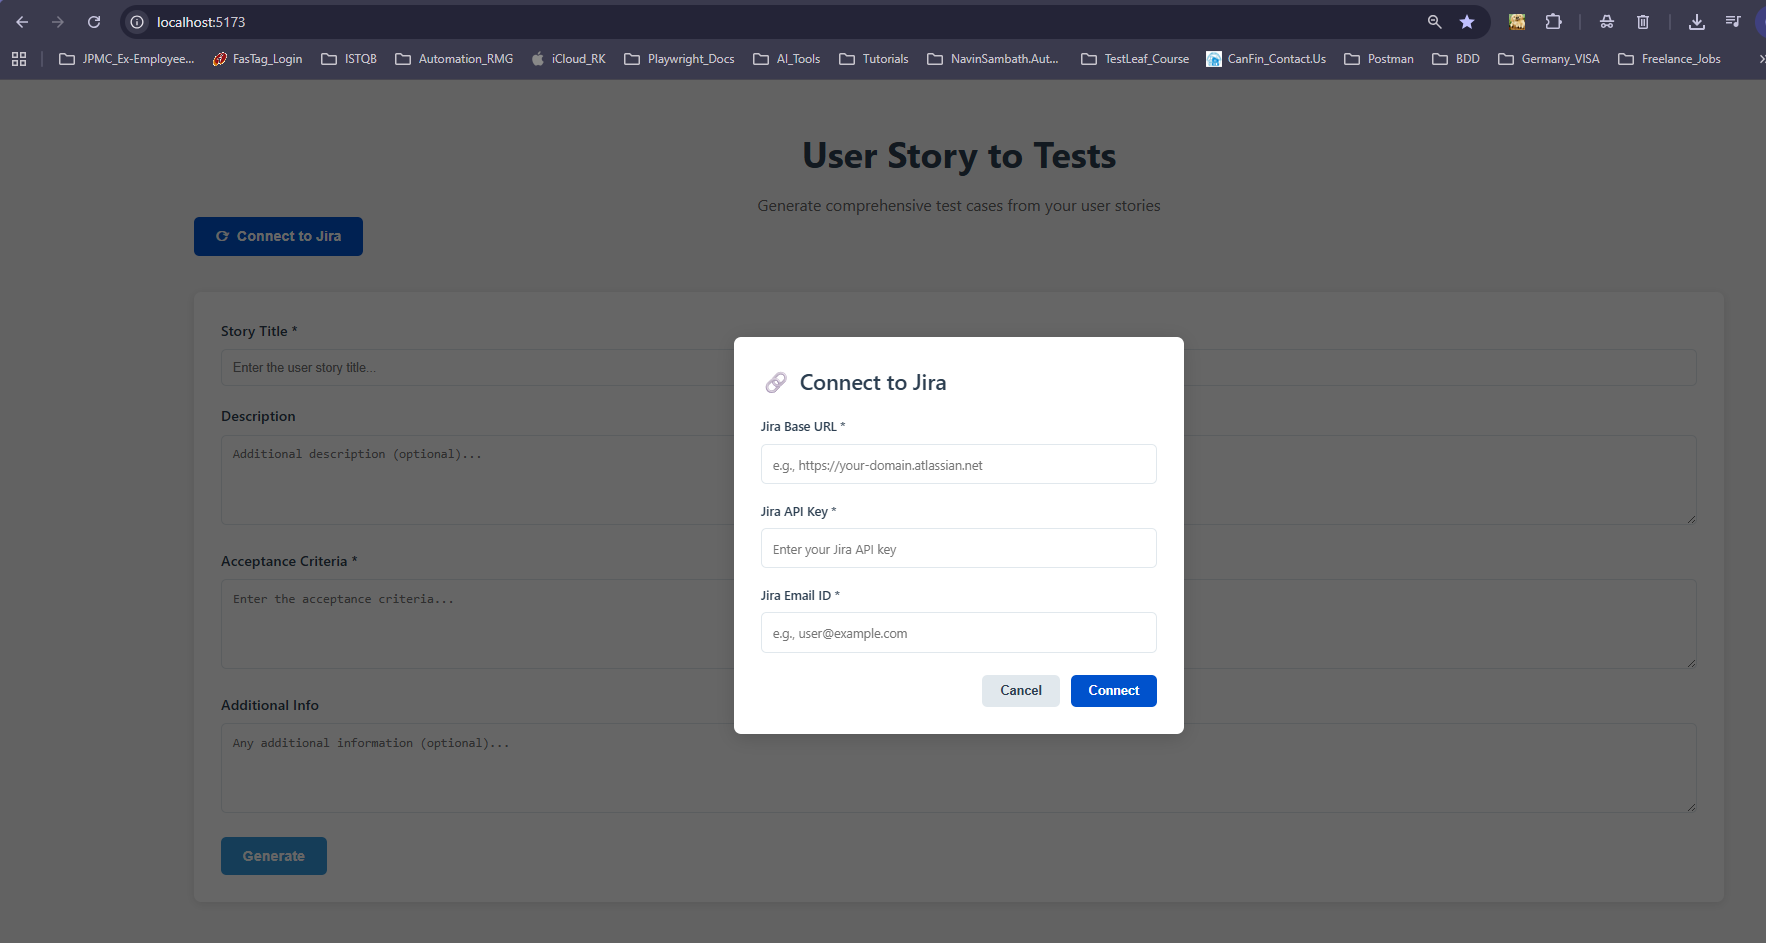 localhost:5173
JPMC_Ex-Employee... FasTag_Login ISTQB Automation_RMG iCloud_RK Playwright_Docs AI_Tools Tutorials NavinSambath.Aut... TestLeaf_Course CanFin_Contact.Us Postman BDD Germany_VISA Freelance_Jobs
User Story to Tests
Generate comprehensive test cases from your user stories
Connect to Jira
Story Title *
Enter the user story title...
Description
Additional description (optional)...
Acceptance Criteria *
Enter the acceptance criteria...
Additional Info
Any additional information (optional)...
Generate
Connect to Jira
Jira Base URL *
e.g., https://your-domain.atlassian.net
Jira API Key *
Enter your Jira API key
Jira Email ID *
e.g., user@example.com
Cancel Connect